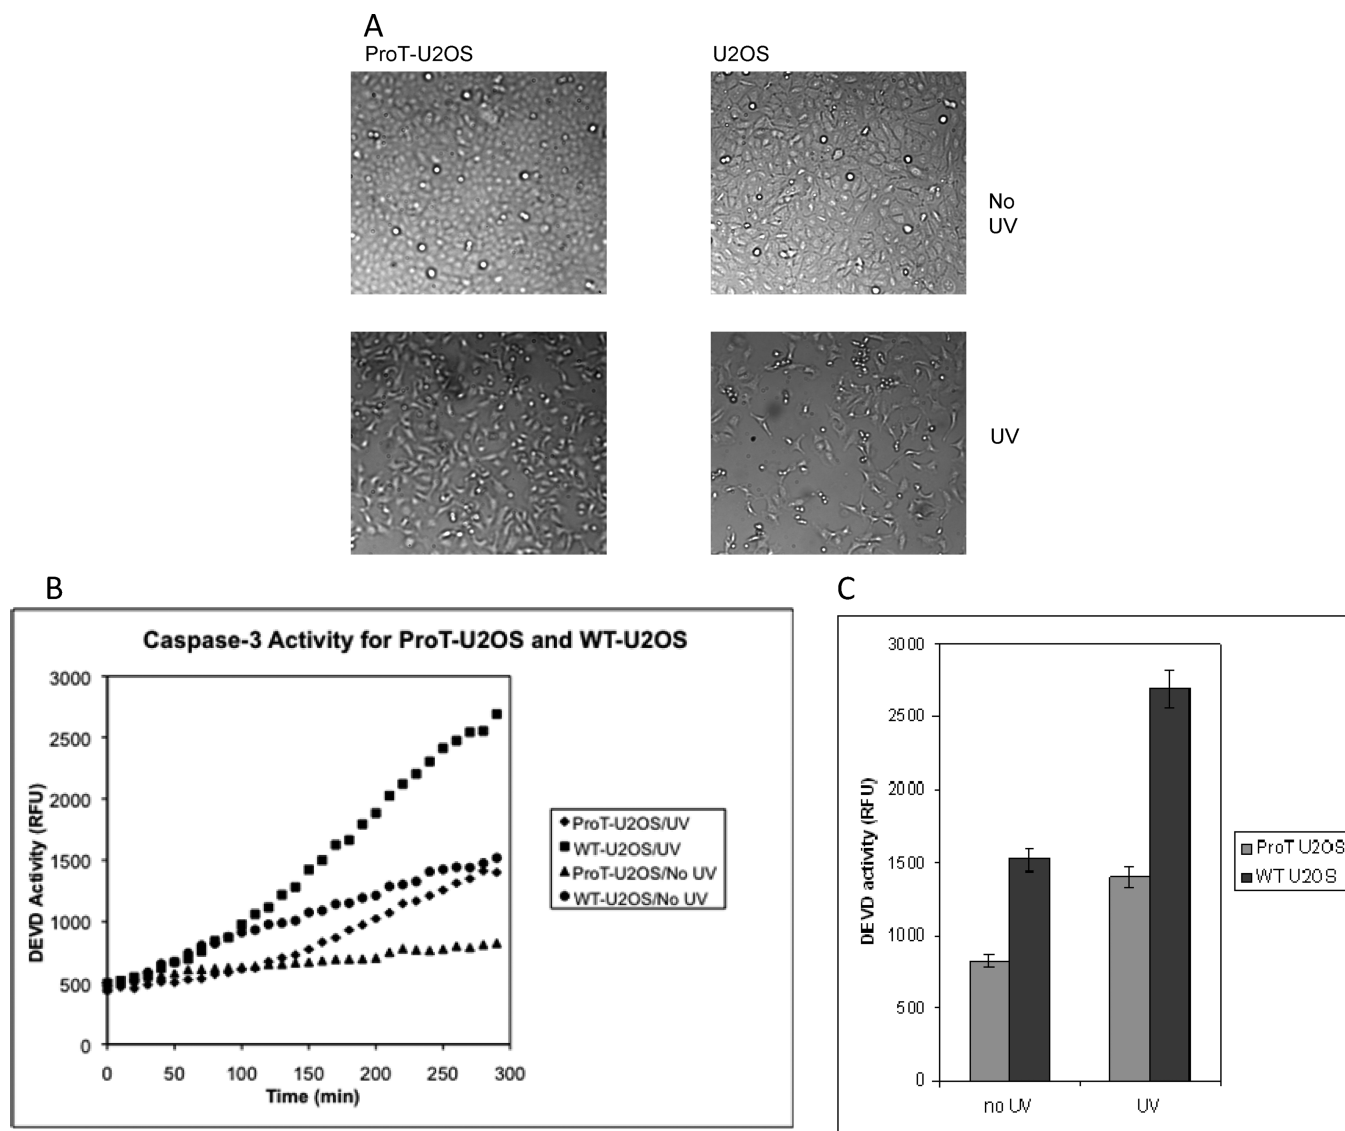 A
ProT-U2OS
U2OS
No
UV
UV
B
Caspase-3 Activity for ProT-U2OS and WT-U2OS
DEVD Activity (RFU)
3000
2500
2000
1500
1000
500
0
0 50 100 150 200 250 300
Time (min)
ProT-U2OS/UV
WT-U2OS/UV
ProT-U2OS/No UV
WT-U2OS/No UV
C
DEVD activity (RFU)
3000
2500
2000
1500
1000
500
0
no UV UV
ProT U2OS
WT U2OS